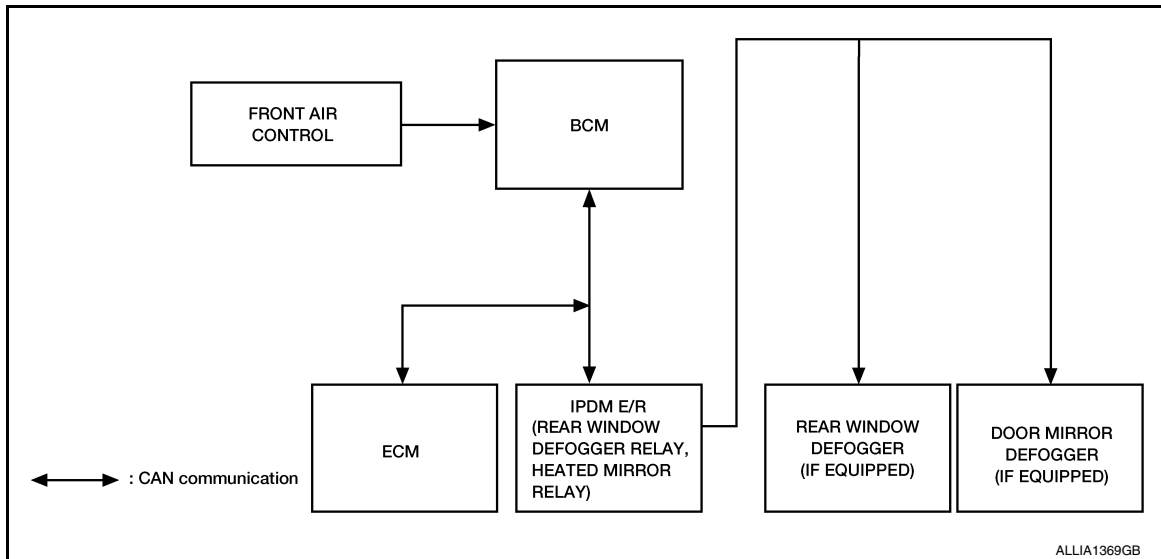 FRONT AIR
CONTROL
BCM
ECM
IPDM E/R
(REAR WINDOW
DEFOGGER RELAY,
HEATED MIRROR
RELAY)
REAR WINDOW
DEFOGGER
(IF EQUIPPED)
DOOR MIRROR
DEFOGGER
(IF EQUIPPED)
: CAN communication
ALLIA1369GB